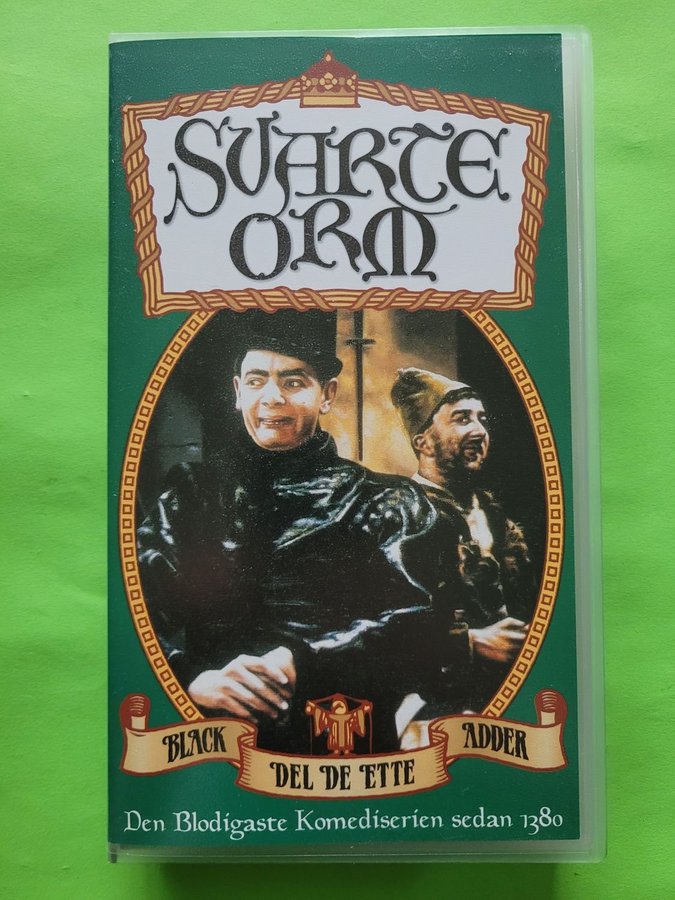 SVARTE
ORM
BLACK ADDER
DEL DE ETTE
Den Blodigaste Komediserien sedan 1380